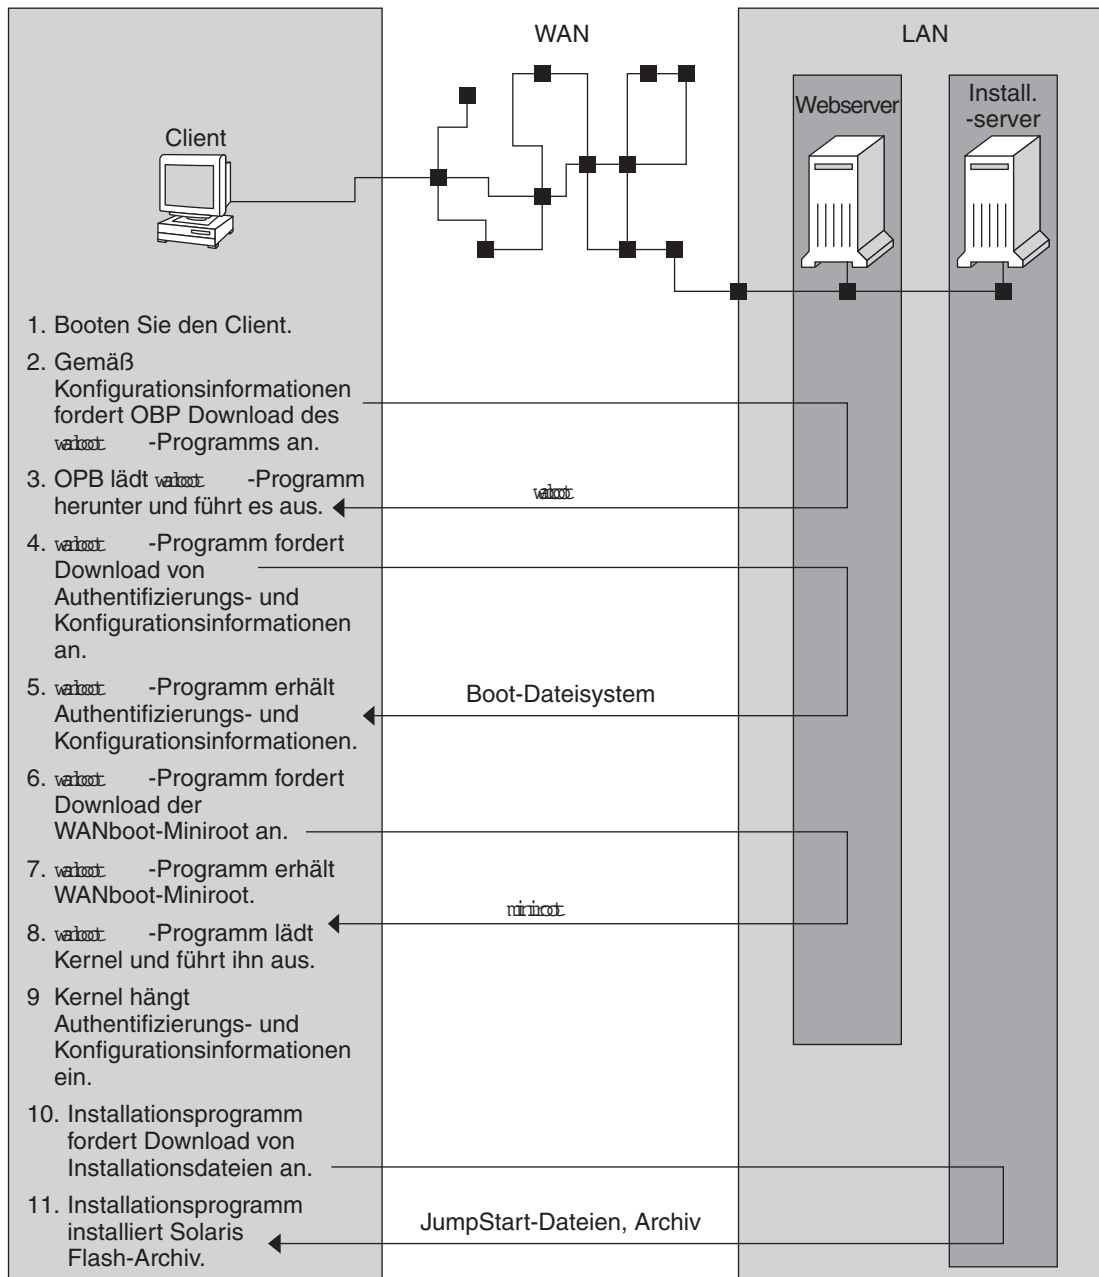 WAN
LAN
Client
Webserver
Install.
-server
1. Booten Sie den Client.
2. Gemäß
Konfigurationsinformationen
fordert OBP Download des
wanboot -Programms an.
3. OPB lädt wanboot -Programm
herunter und führt es aus.
wanboot
4. wanboot -Programm fordert
Download von
Authentifizierungs- und
Konfigurationsinformationen
an.
5. wanboot -Programm erhält
Authentifizierungs- und
Konfigurationsinformationen.
Boot-Dateisystem
6. wanboot -Programm fordert
Download der
WANboot-Miniroot an.
7. wanboot -Programm erhält
WANboot-Miniroot.
miniroot
8. wanboot -Programm lädt
Kernel und führt ihn aus.
9 Kernel hängt
Authentifizierungs- und
Konfigurationsinformationen
ein.
10. Installationsprogramm
fordert Download von
Installationsdateien an.
11. Installationsprogramm
installiert Solaris
Flash-Archiv.
JumpStart-Dateien, Archiv